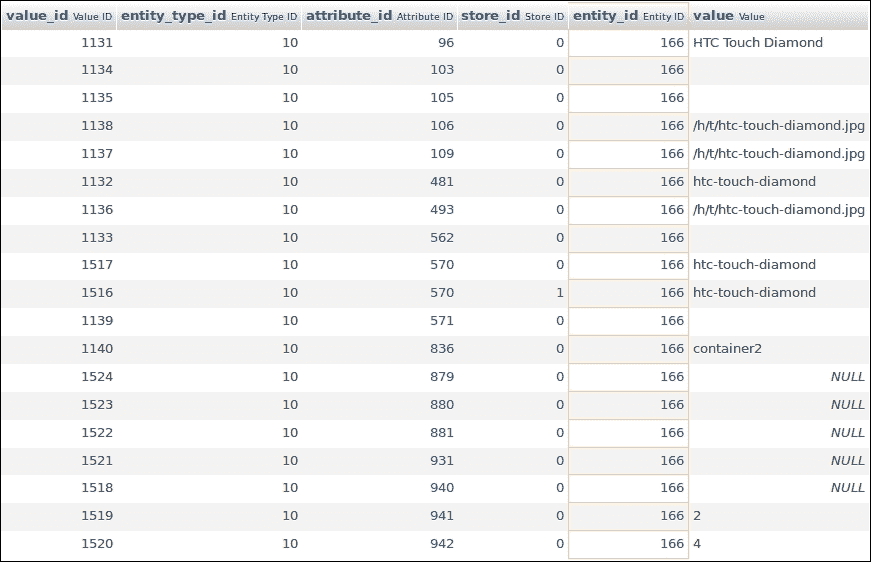 value_id Value ID entity_type_id Entity Type ID attribute_id Attribute ID store_id Store ID entity_id Entity ID value Value
1131 10 96 0 166 HTC Touch Diamond
1134 10 103 0 166
1135 10 105 0 166
1138 10 106 0 166 /h/t/htc-touch-diamond.jpg
1137 10 109 0 166 /h/t/htc-touch-diamond.jpg
1132 10 481 0 166 htc-touch-diamond
1136 10 493 0 166 /h/t/htc-touch-diamond.jpg
1133 10 562 0 166
1517 10 570 0 166 htc-touch-diamond
1516 10 570 1 166 htc-touch-diamond
1139 10 571 0 166
1140 10 836 0 166 container2
1524 10 879 0 166 NULL
1523 10 880 0 166 NULL
1522 10 881 0 166 NULL
1521 10 931 0 166 NULL
1518 10 940 0 166 NULL
1519 10 941 0 166 2
1520 10 942 0 166 4